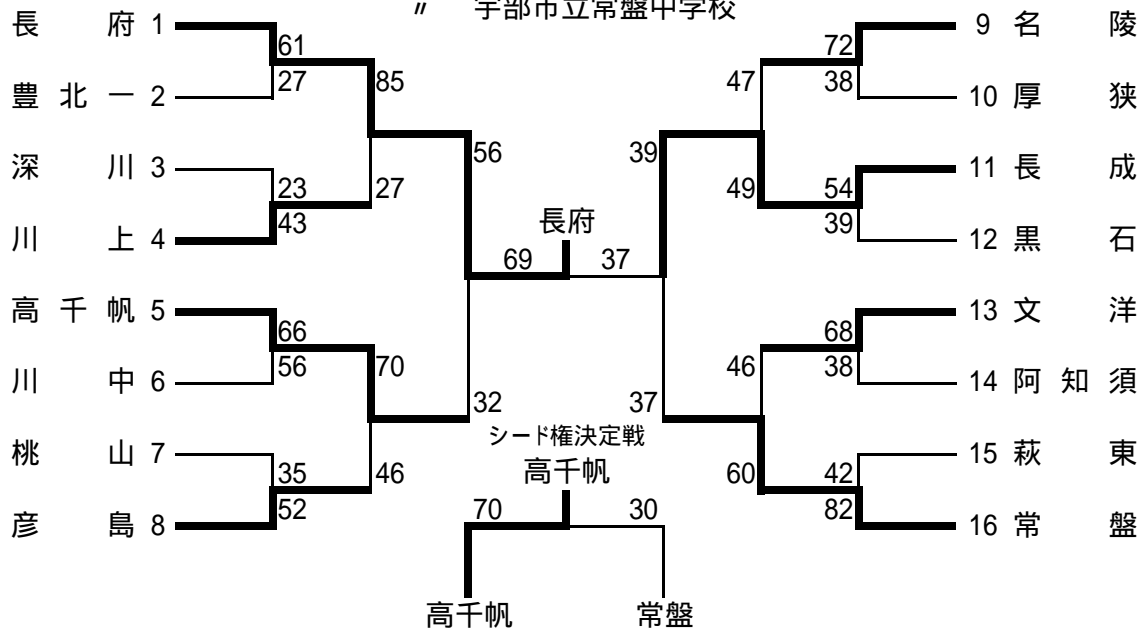 〃 宇部市立常盤中学校
長府 1
61
27
豊北一 2
85
深川 3
23
43
川上 4
27
56
高千帆 5
66
56
川中 6
70
桃山 7
35
52
彦島 8
46
32
長府
69 37
シード権決定戦
高千帆
70 30
高千帆 常盤
9 名陵
72
38
10 厚狭
47
11 長成
54
39
12 黒石
49
39
13 文洋
68
38
14 阿知須
46
15 萩東
42
82
16 常盤
60
37